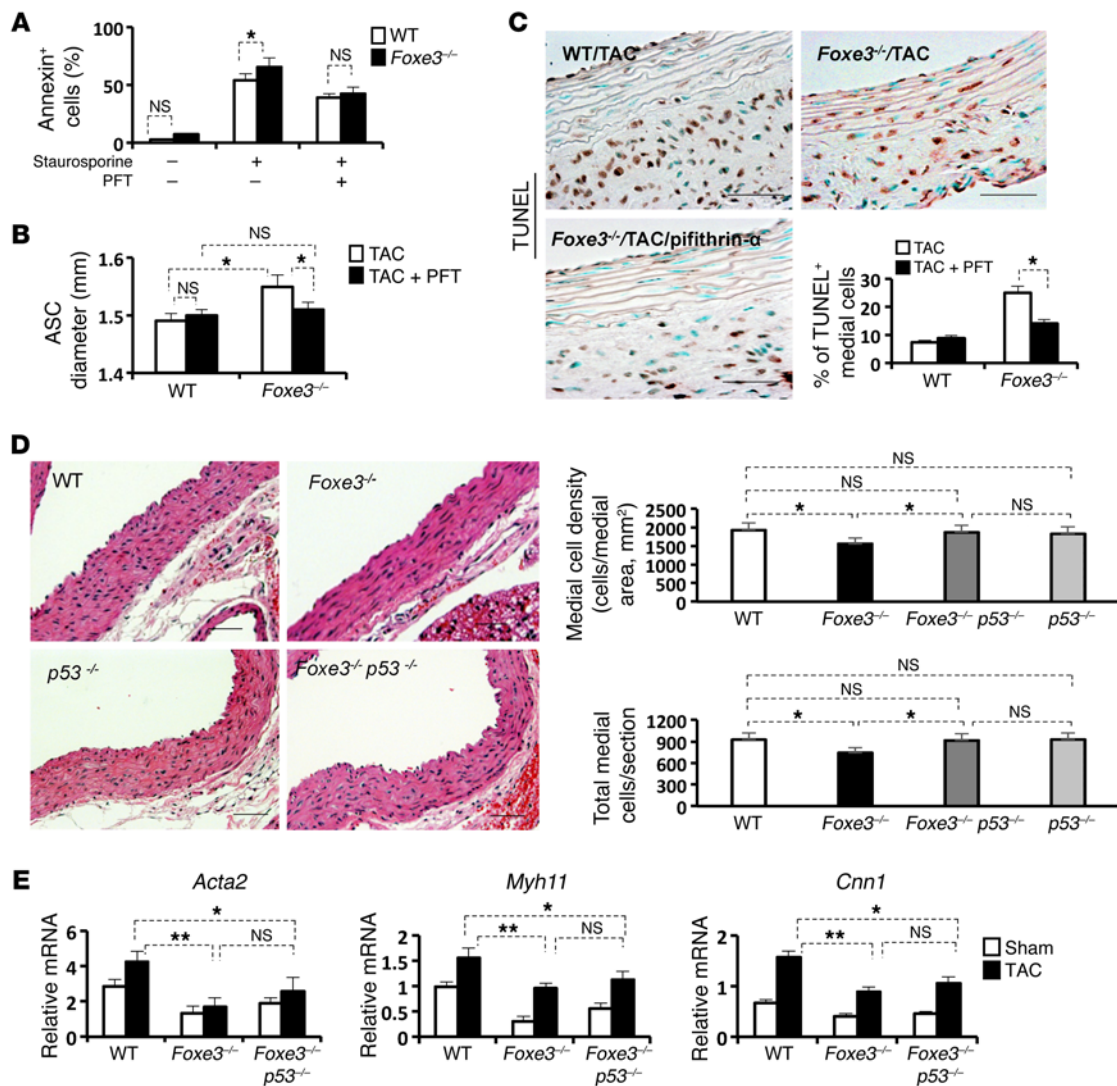 A
Annexin⁺
cells (%)
100
50
0
NS
*
NS
WT
Foxe3⁻/⁻
Staurosporine – + +
PFT – – +
B
ASC
diameter (mm)
1.6
1.5
1.4
NS
*
*
NS
TAC
TAC + PFT
WT Foxe3⁻/⁻
C
TUNEL
WT/TAC
Foxe3⁻/⁻/TAC
Foxe3⁻/⁻/TAC/pifithrin-α
TAC
TAC + PFT
% of TUNEL⁺
medial cells
30
20
10
0
*
WT Foxe3⁻/⁻
D
WT
Foxe3⁻/⁻
p53 ⁻/⁻
Foxe3⁻/⁻ p53 ⁻/⁻
Medial cell density
(cells/medial
area, mm²)
2500
2000
1500
1000
500
0
NS
NS
* * NS
WT Foxe3⁻/⁻ Foxe3⁻/⁻ p53⁻/⁻ p53⁻/⁻
Total medial
cells/section
1200
900
600
300
0
NS
NS
* * NS
WT Foxe3⁻/⁻ Foxe3⁻/⁻ p53⁻/⁻ p53⁻/⁻
E
Acta2
Relative mRNA
6
4
2
0
*
** NS
WT Foxe3⁻/⁻ Foxe3⁻/⁻
p53⁻/⁻
Myh11
Relative mRNA
2
1.5
1
0.5
0
*
** NS
WT Foxe3⁻/⁻ Foxe3⁻/⁻
p53⁻/⁻
Cnn1
Relative mRNA
2
1.5
1
0.5
0
*
** NS
WT Foxe3⁻/⁻ Foxe3⁻/⁻
p53⁻/⁻
Sham
TAC